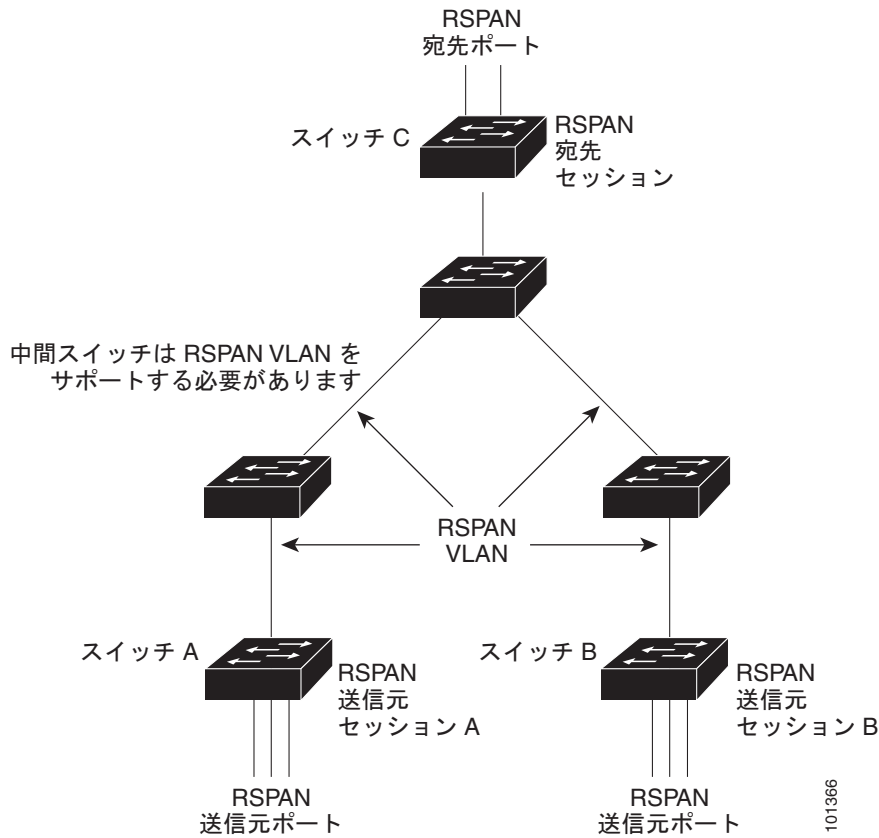 RSPAN
宛先ポート
スイッチ C
RSPAN
宛先
セッション
中間スイッチは RSPAN VLAN を
サポートする必要があります
RSPAN
VLAN
スイッチ A
RSPAN
送信元
セッション A
スイッチ B
RSPAN
送信元
セッション B
RSPAN
送信元ポート
RSPAN
送信元ポート
101366